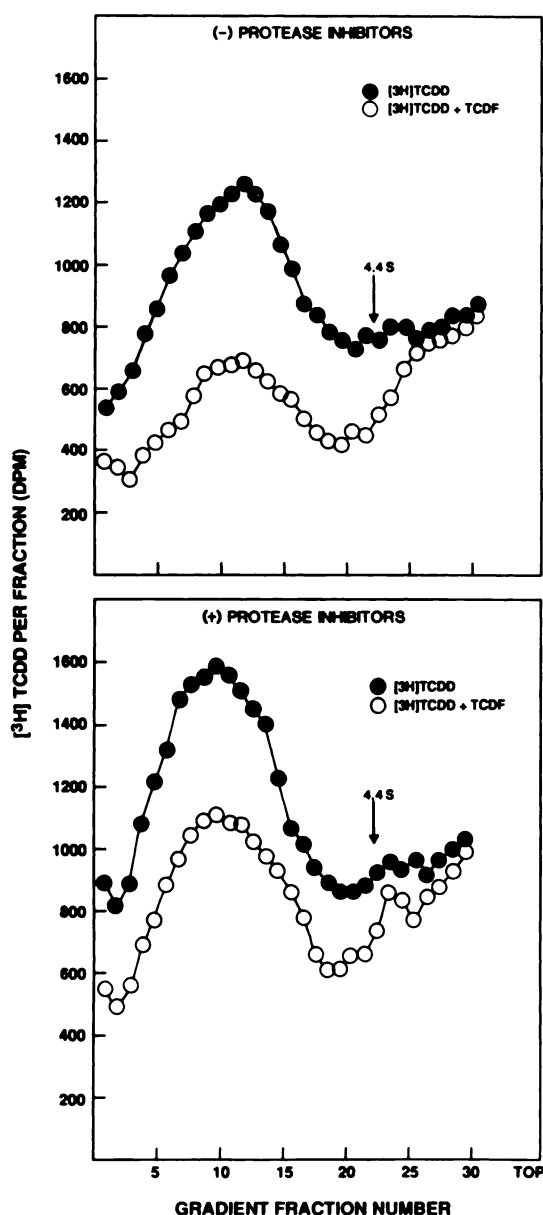 (-) PROTEASE INHIBITORS
1600
1400
1200
1000
800
600
400
200
[3H]TCDD
[3H]TCDD + TCDF
4.4 S
[³H] TCDD PER FRACTION (DPM)
(+) PROTEASE INHIBITORS
1600
1400
1200
1000
800
600
400
200
[3H]TCDD
[3H]TCDD + TCDF
4.4 S
5 10 15 20 25 30 TOP
GRADIENT FRACTION NUMBER